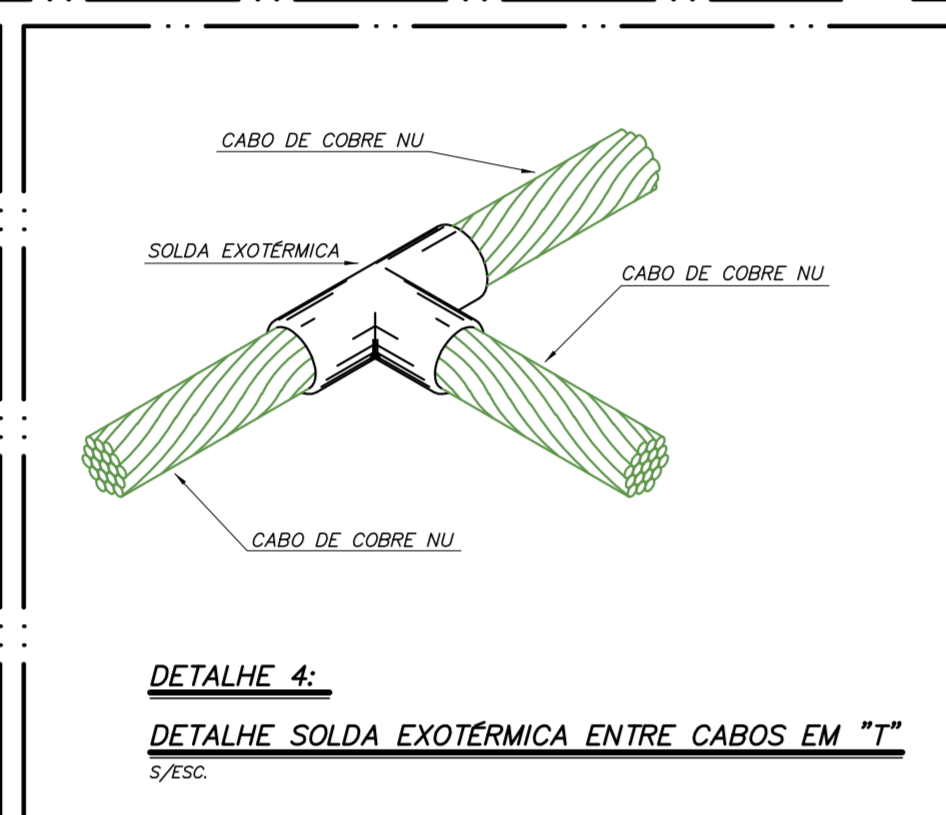 CABO DE COBRE NU
SOLDA EXOTÉRMICA
CABO DE COBRE NU
CABO DE COBRE NU
DETALHE 4:
DETALHE SOLDA EXOTÉRMICA ENTRE CABOS EM "T"
S/ESC.